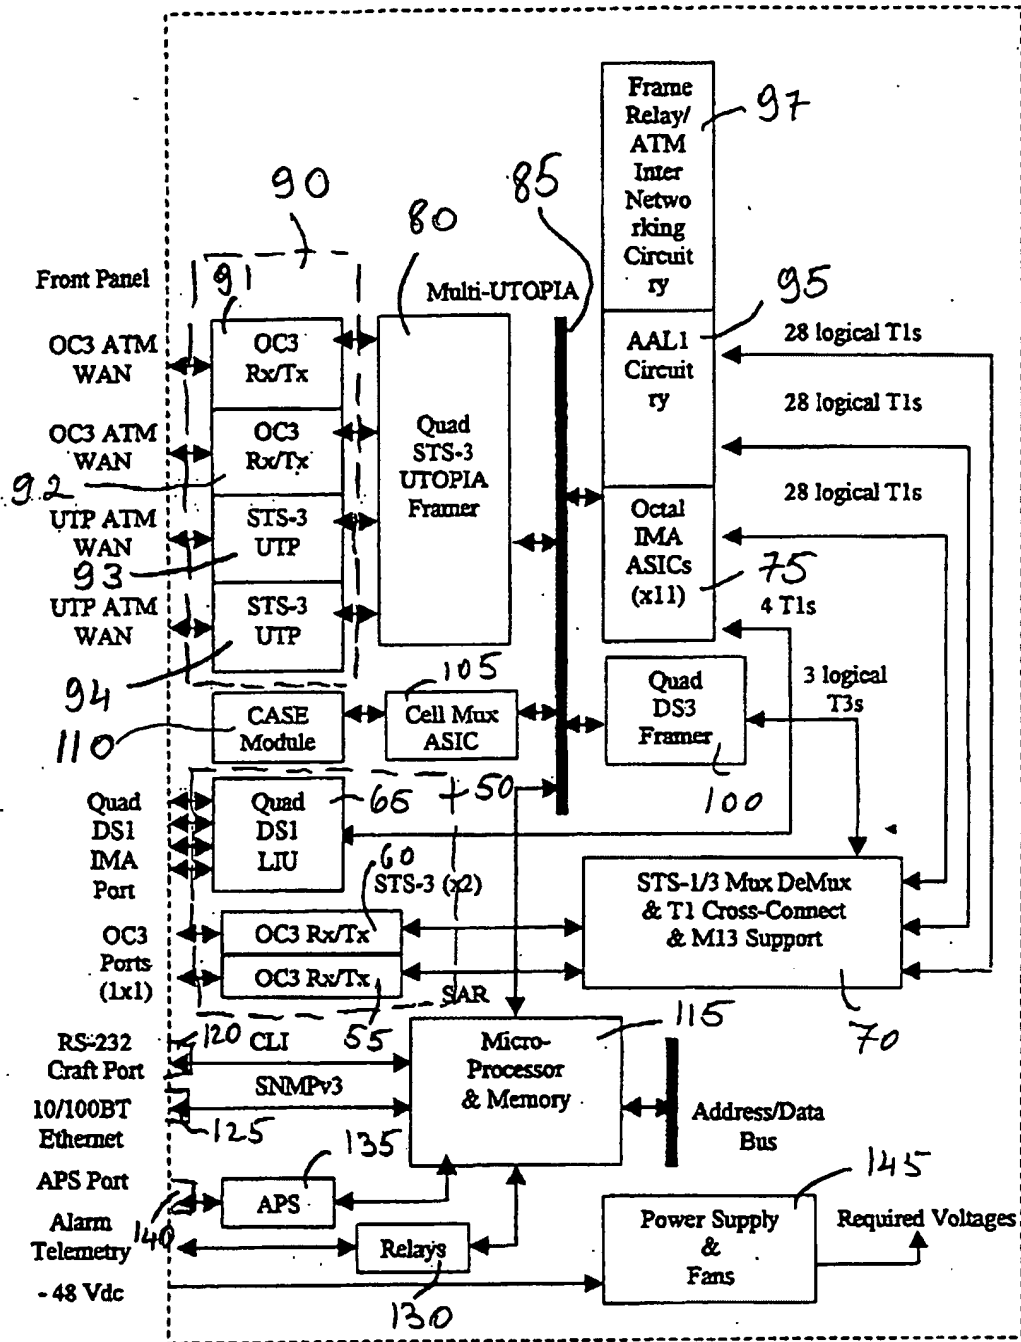 Frame
Relay/
ATM
Inter
Netwo
rking
Circuit
ry
97
90
80
85
Front Panel
91
Multi-UTOPIA
95
OC3 ATM
WAN
OC3
Rx/Tx
AAL1
Circuit
ry
28 logical T1s
28 logical T1s
OC3 ATM
WAN
OC3
Rx/Tx
92
Quad
STS-3
UTOPIA
Framer
28 logical T1s
UTP ATM
WAN
93
STS-3
UTP
Octal
IMA
ASICs
(x11)
75
4 T1s
UTP ATM
WAN
STS-3
UTP
94
105
CASE
Module
110
Cell Mux
ASIC
Quad
DS3
Framer
100
3 logical
T3s
Quad
DS1
IMA
Port
Quad
DS1
LIU
65
50
60
STS-3 (x2)
STS-1/3 Mux DeMux
& T1 Cross-Connect
& M13 Support
70
OC3
Ports
(1x1)
OC3 Rx/Tx
OC3 Rx/Tx
55
SAR
RS-232
Craft Port
120
CLI
Micro-
Processor
& Memory
115
10/100BT
Ethernet
SNMPv3
125
Address/Data
Bus
APS Port
135
APS
140
145
Alarm
Telemetry
Relays
130
Power Supply
&
Fans
Required Voltages
- 48 Vdc